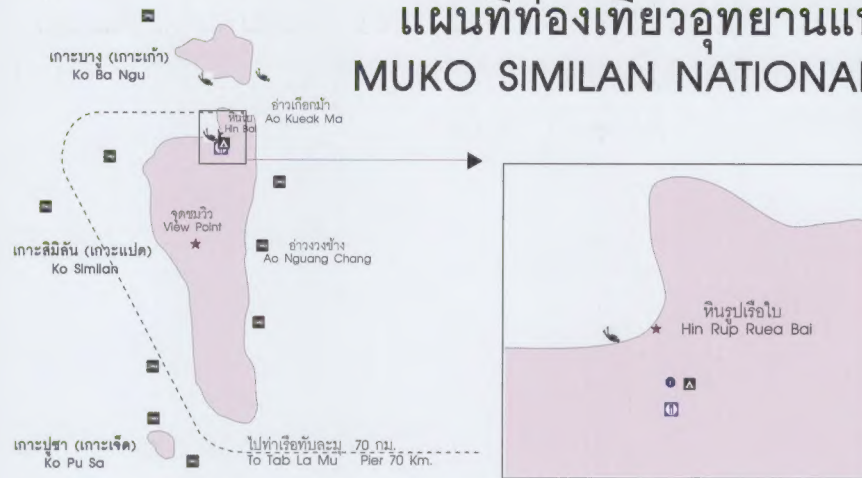 แผนที่ท่องเที่ยวอุทยานแห
MUKO SIMILAN NATIONAL
เกาะบางู (เกาะเก้า)
Ko Ba Ngu
อ่าวเกือกม้า
Ao Kueak Ma
หินใบ
Hin Bai
จุดชมวิว
View Point
เกาะสิมิลัน (เกาะแปด)
Ko Similan
อ่าวงวงช้าง
Ao Nguang Chang
หินรูปเรือใบ
Hin Rup Ruea Bai
เกาะปูซา (เกาะเจ็ด)
Ko Pu Sa
ไปท่าเรือทับละมุ 70 กม.
To Tab La Mu Pier 70 Km.